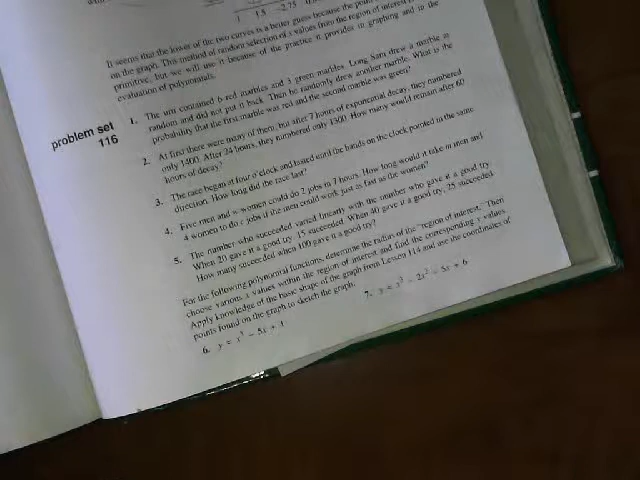 1 1.5 -2.75
It seems that the lower of the two curves is a better guess because the
on the graph. This method of random selection of x values from the region of interest is
primitive, but we will use it because of the practice it provides in graphing and in the
evaluation of polynomials.
problem set
116
1. The urn contained 6 red marbles and 3 green marbles. Long Sam drew a marble at
random and did not put it back. Then he randomly drew another marble. What is the
probability that the first marble was red and the second marble was green?
2. At first there were many of them, but after 7 hours of exponential decay, they numbered
only 1400. After 24 hours, they numbered only 1300. How many would remain after 60
hours of decay?
3. The race began at four o'clock and lasted until the hands on the clock pointed in the same
direction. How long did the race last?
4. Five men and w women could do 2 jobs in 7 hours. How long would it take m men and
4 women to do c jobs if the men could work just as fast as the women?
5. The number who succeeded varied linearly with the number who gave it a good try.
When 20 gave it a good try, 15 succeeded. When 40 gave it a good try, 25 succeeded.
How many succeeded when 100 gave it a good try?
For the following polynomial functions, determine the radius of the "region of interest." Then
choose various x values within the region of interest and find the corresponding y values.
Apply knowledge of the basic shape of the graph from Lesson 114 and use the coordinates of
points found on the graph to sketch the graph.
6. y = x³ - 5x + 1 7. y = x³ - 2x² - 5x + 6